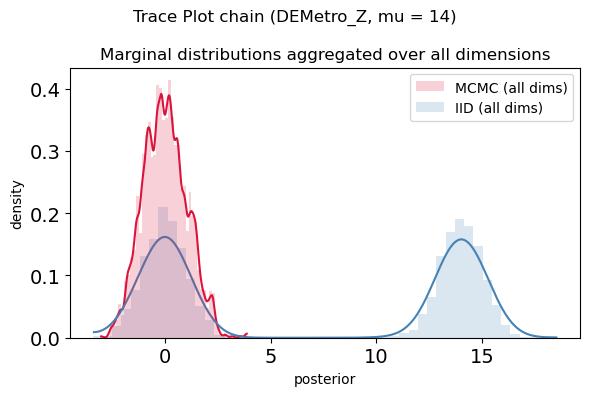 Trace Plot chain (DEMetro_Z, mu = 14)
Marginal distributions aggregated over all dimensions
MCMC (all dims)
IID (all dims)
density
0.4
0.3
0.2
0.1
0.0
0 5 10 15
posterior